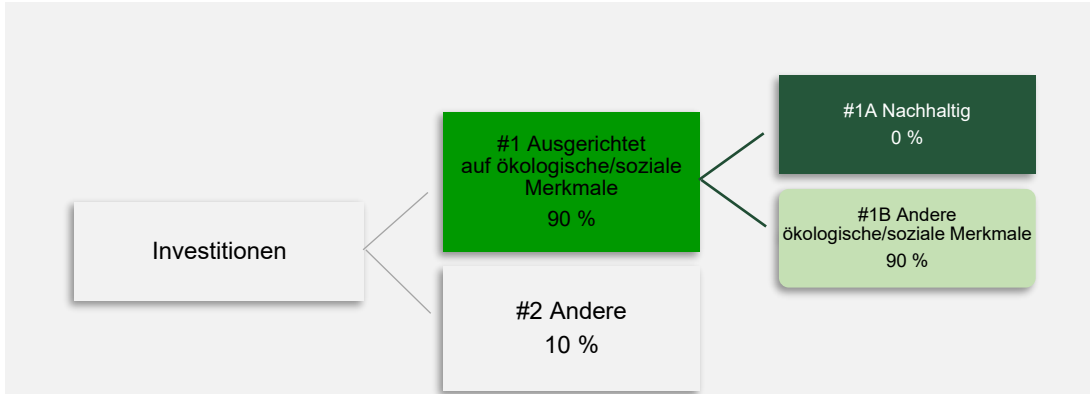 Investitionen
#1 Ausgerichtet
auf ökologische/soziale
Merkmale
90 %
#2 Andere
10 %
#1A Nachhaltig
0 %
#1B Andere
ökologische/soziale Merkmale
90 %